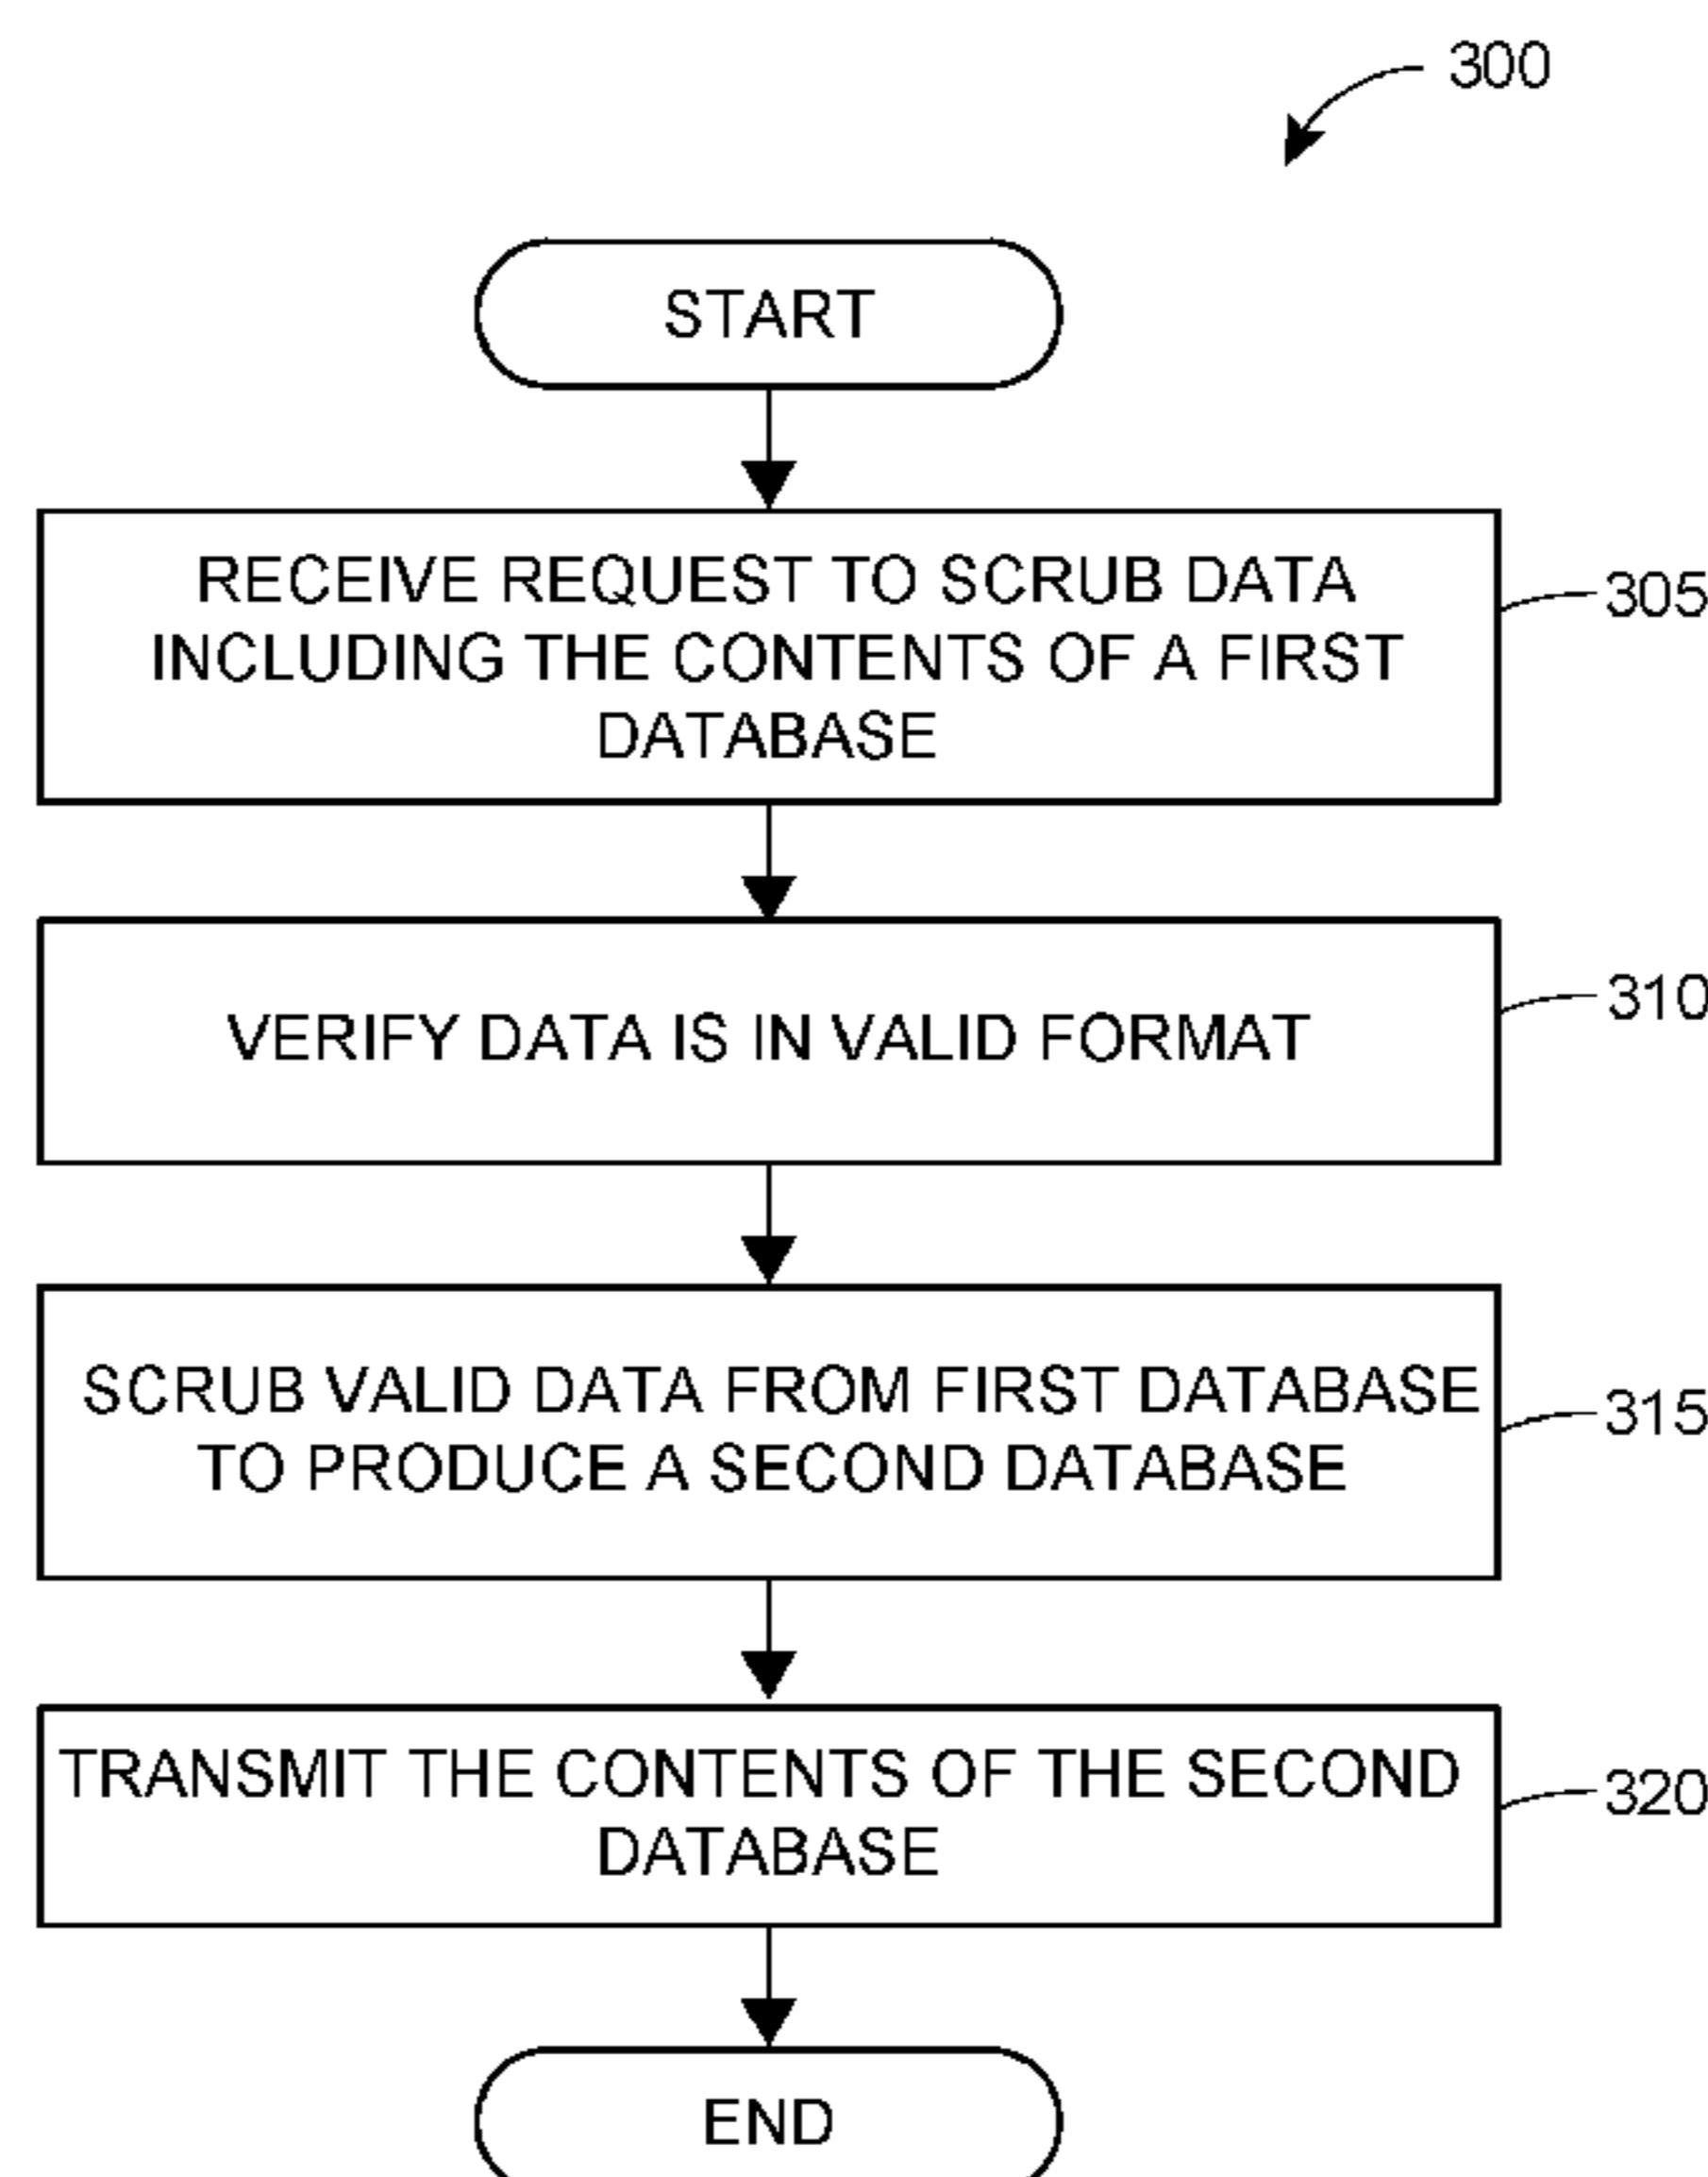 300
START
RECEIVE REQUEST TO SCRUB DATA
INCLUDING THE CONTENTS OF A FIRST
DATABASE
305
VERIFY DATA IS IN VALID FORMAT
310
SCRUB VALID DATA FROM FIRST DATABASE
TO PRODUCE A SECOND DATABASE
315
TRANSMIT THE CONTENTS OF THE SECOND
DATABASE
320
END